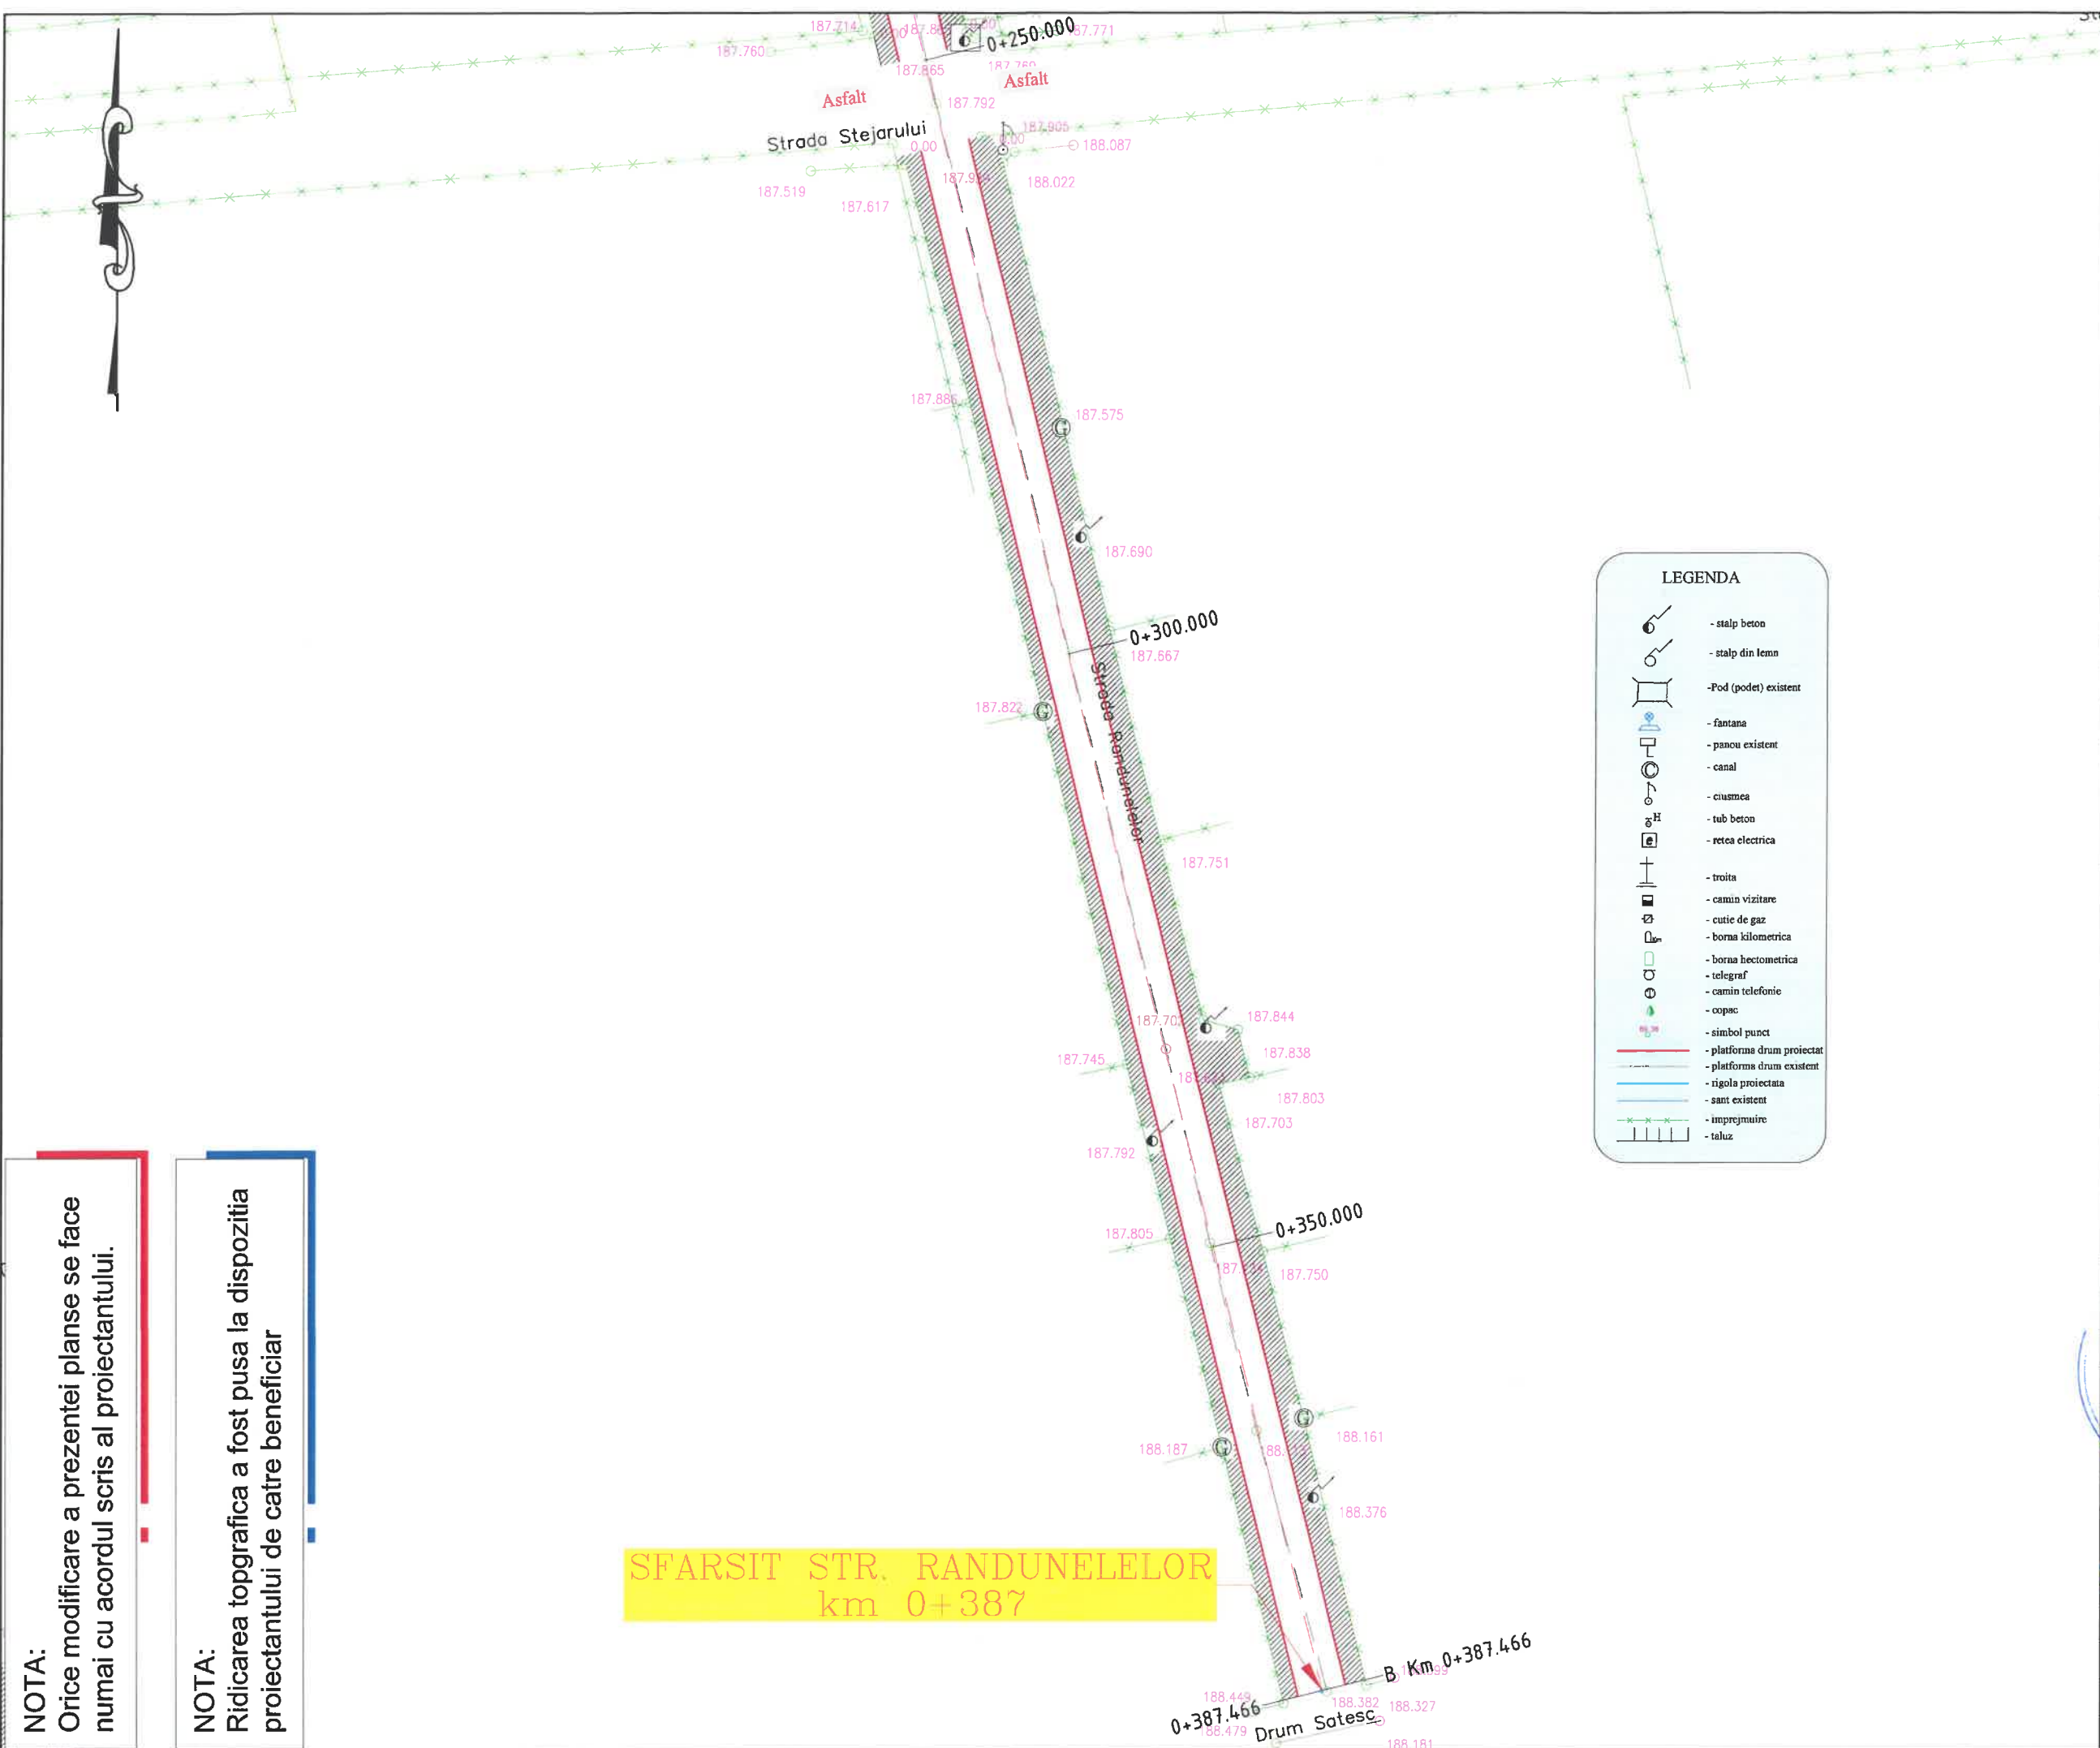 187.714
187.771
0+250.000
187.760
187.865
Asfalt
Asfalt
187.792
Strada Stejarului
187.905
0.00
0.00
188.087
187.519
188.022
187.617
187.575
187.690
0+300.000
187.667
187.822
Strada Randunelelor
187.751
187.844
187.745
187.838
187.803
187.703
187.792
187.805
0+350.000
187.750
188.187
188.161
188.376
SFARSIT STR. RANDUNELELOR
km 0+387
B Km 0+387.466
188.449
188.382
188.327
0+387.466
188.479
Drum Satesc
188.181
LEGENDA
- stalp beton
- stalp din lemn
-Pod (podet) existent
- fantana
- panou existent
- canal
- ciusmea
- tub beton
- retea electrica
- troita
- camin vizitare
- cutie de gaz
- borna kilometrica
- borna hectometrica
- telegraf
- camin telefonie
- copac
- simbol punct
- platforma drum proiectat
- platforma drum existent
- rigola proiectata
- sant existent
- imprejmuire
- taluz
NOTA:
Orice modificare a prezentei planse se face
numai cu acordul scris al proiectantului.
NOTA:
Ridicarea topgrafica a fost pusa la dispozitia
proiectantului de catre beneficiar